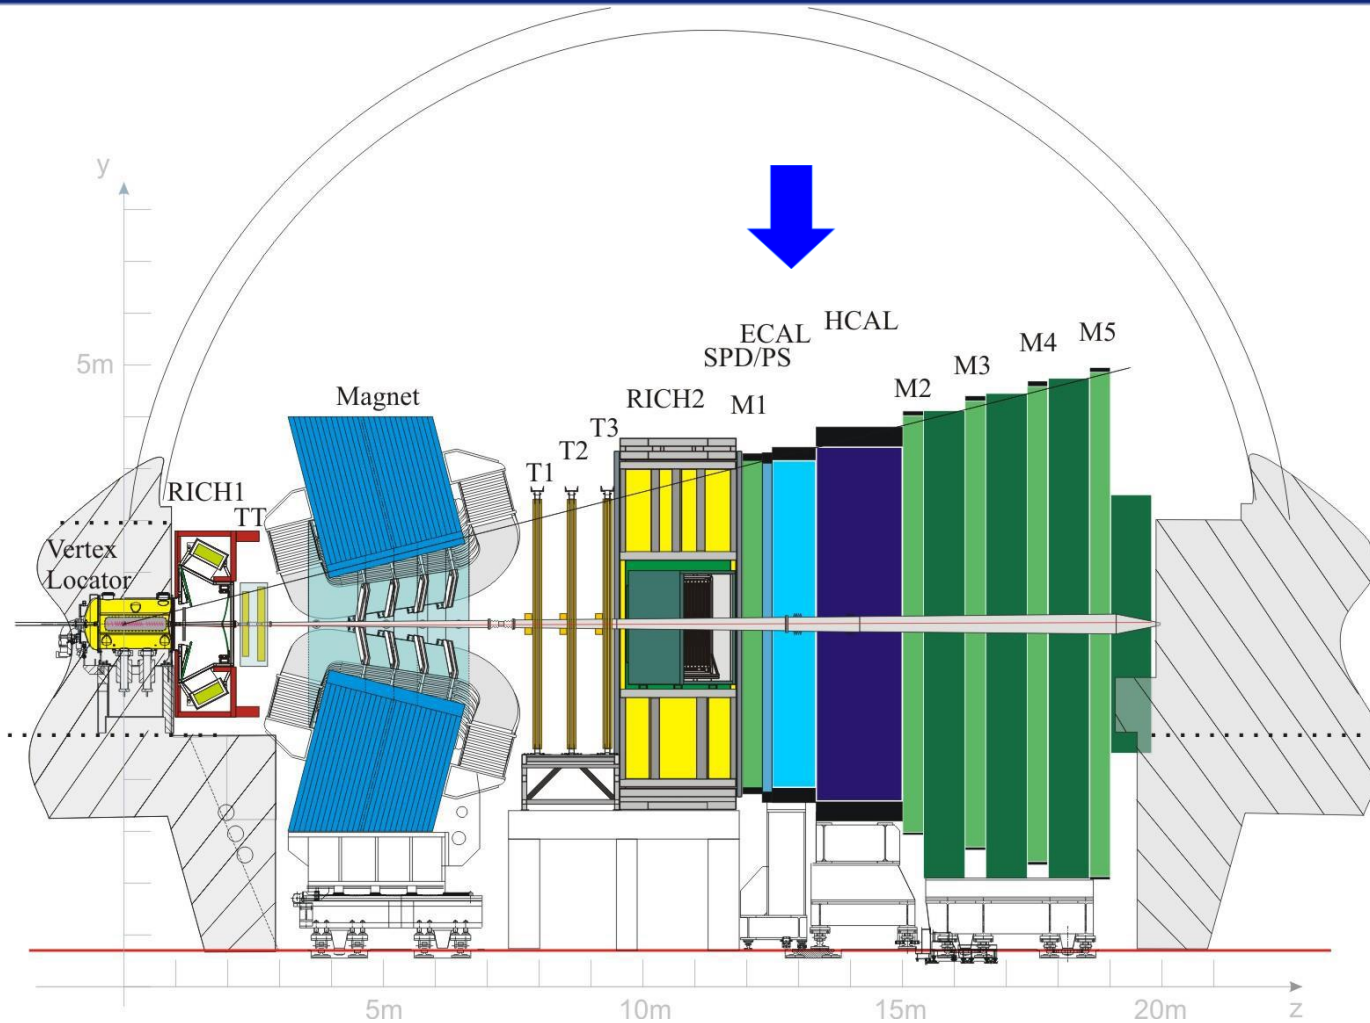 y
5m
ECAL
HCAL
SPD/PS
M1
M2
M3
M4
M5
Magnet
RICH2
T1
T2
T3
RICH1
TT
Vertex
Locator
5m
10m
15m
20m
z